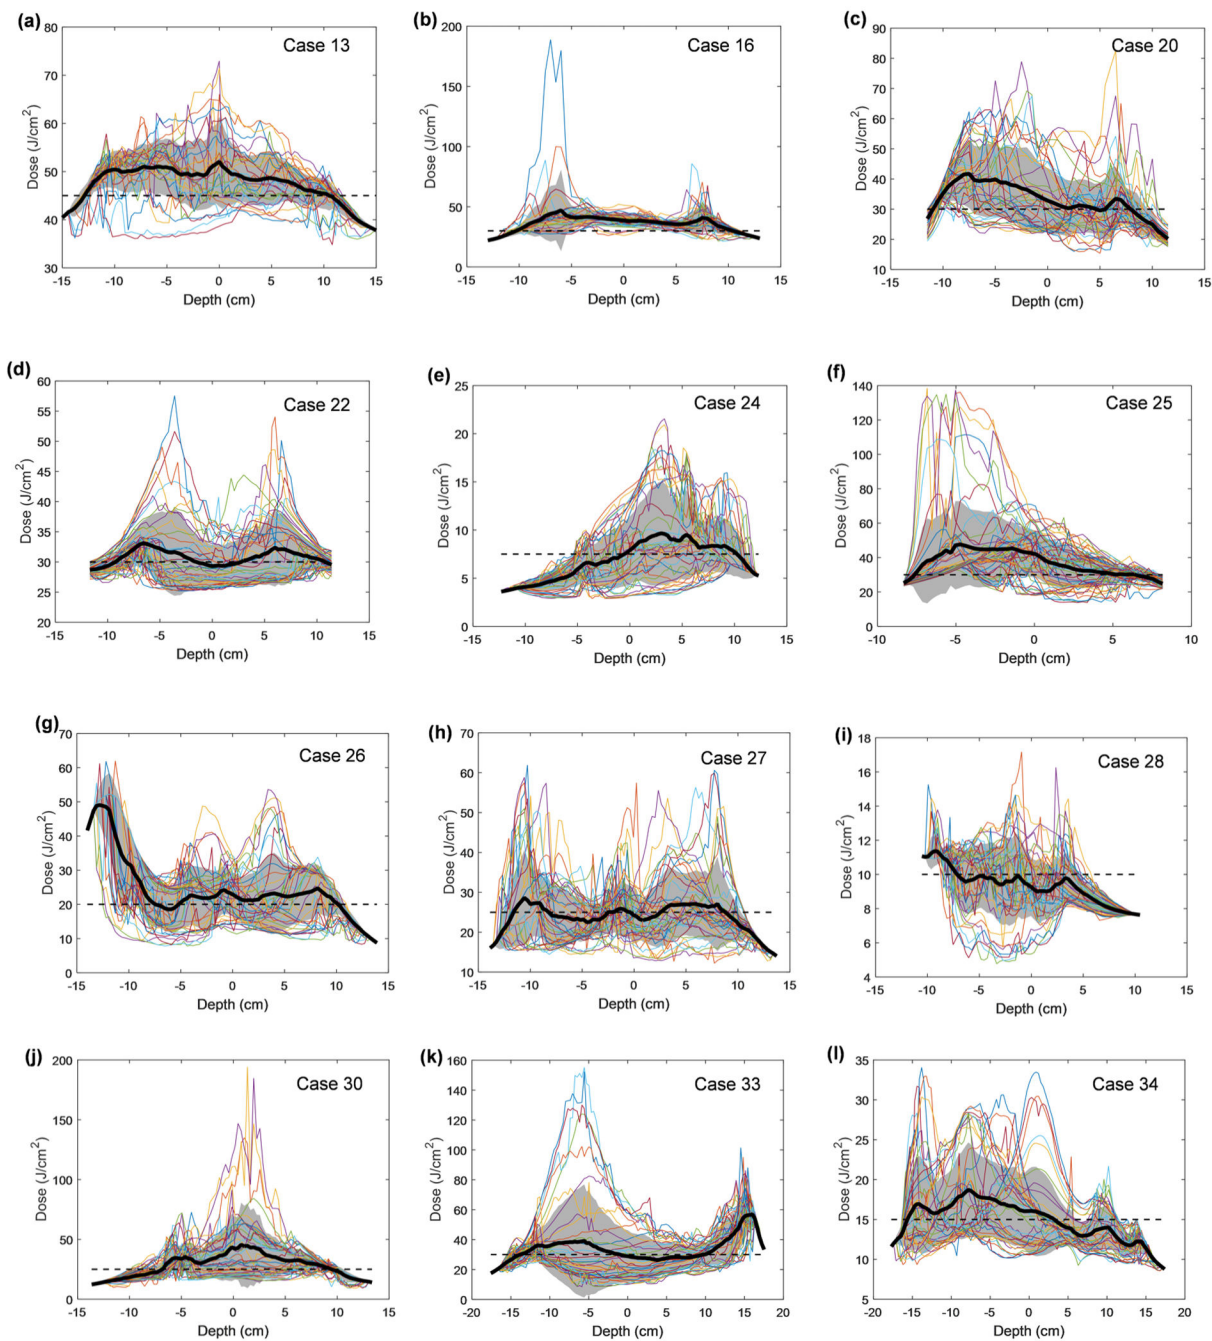 (a)
Case 13
80
70
60
50
40
30
Dose (J/cm²)
-15 -10 -5 0 5 10 15
Depth (cm)
(b)
Case 16
200
150
100
50
0
Dose (J/cm²)
-15 -10 -5 0 5 10 15
Depth (cm)
(c)
Case 20
90
80
70
60
50
40
30
20
10
Dose (J/cm²)
-15 -10 -5 0 5 10 15
Depth (cm)
(d)
Case 22
60
55
50
45
40
35
30
25
20
Dose (J/cm²)
-15 -10 -5 0 5 10 15
Depth (cm)
(e)
Case 24
25
20
15
10
5
0
Dose (J/cm²)
-15 -10 -5 0 5 10 15
Depth (cm)
(f)
Case 25
140
120
100
80
60
40
20
0
Dose (J/cm²)
-10 -5 0 5 10
Depth (cm)
(g)
Case 26
70
60
50
40
30
20
10
0
Dose (J/cm²)
-15 -10 -5 0 5 10 15
Depth (cm)
(h)
Case 27
70
60
50
40
30
20
10
Dose (J/cm²)
-15 -10 -5 0 5 10 15
Depth (cm)
(i)
Case 28
18
16
14
12
10
8
6
4
Dose (J/cm²)
-15 -10 -5 0 5 10 15
Depth (cm)
(j)
Case 30
200
150
100
50
0
Dose (J/cm²)
-15 -10 -5 0 5 10 15
Depth (cm)
(k)
Case 33
160
140
120
100
80
60
40
20
0
Dose (J/cm²)
-20 -15 -10 -5 0 5 10 15 20
Depth (cm)
(l)
Case 34
35
30
25
20
15
10
5
Dose (J/cm²)
-20 -15 -10 -5 0 5 10 15 20
Depth (cm)